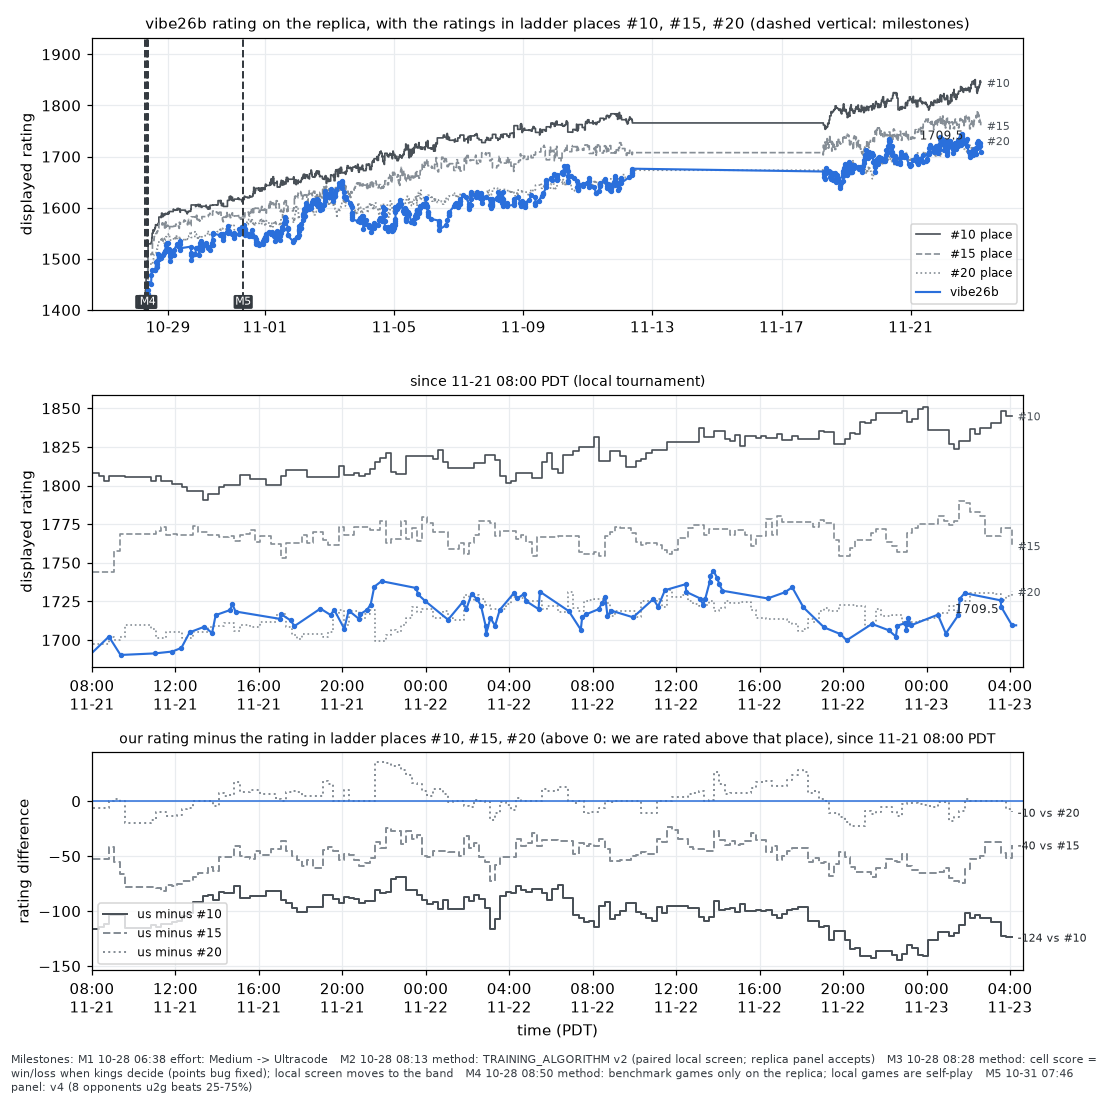 vibe26b rating on the replica, with the ratings in ladder places #10, #15, #20 (dashed vertical: milestones)
displayed rating
1900
1800
1700
1600
1500
1400
#10
#15
#20
1709.5
M4
M5
#10 place
#15 place
#20 place
vibe26b
10-29
11-01
11-05
11-09
11-13
11-17
11-21
since 11-21 08:00 PDT (local tournament)
displayed rating
1850
1825
1800
1775
1750
1725
1700
#10
#15
#20
1709.5
08:00 12:00 16:00 20:00 00:00 04:00 08:00 12:00 16:00 20:00 00:00 04:00
11-21 11-21 11-21 11-21 11-22 11-22 11-22 11-22 11-22 11-22 11-23 11-23
our rating minus the rating in ladder places #10, #15, #20 (above 0: we are rated above that place), since 11-21 08:00 PDT
rating difference
0
−50
−100
−150
-10 vs #20
-40 vs #15
-124 vs #10
us minus #10
us minus #15
us minus #20
08:00 12:00 16:00 20:00 00:00 04:00 08:00 12:00 16:00 20:00 00:00 04:00
11-21 11-21 11-21 11-21 11-22 11-22 11-22 11-22 11-22 11-22 11-23 11-23
time (PDT)
Milestones: M1 10-28 06:38 effort: Medium -> Ultracode M2 10-28 08:13 method: TRAINING_ALGORITHM v2 (paired local screen; replica panel accepts) M3 10-28 08:28 method: cell score =
win/loss when kings decide (points bug fixed); local screen moves to the band M4 10-28 08:50 method: benchmark games only on the replica; local games are self-play M5 10-31 07:46
panel: v4 (8 opponents u2g beats 25-75%)